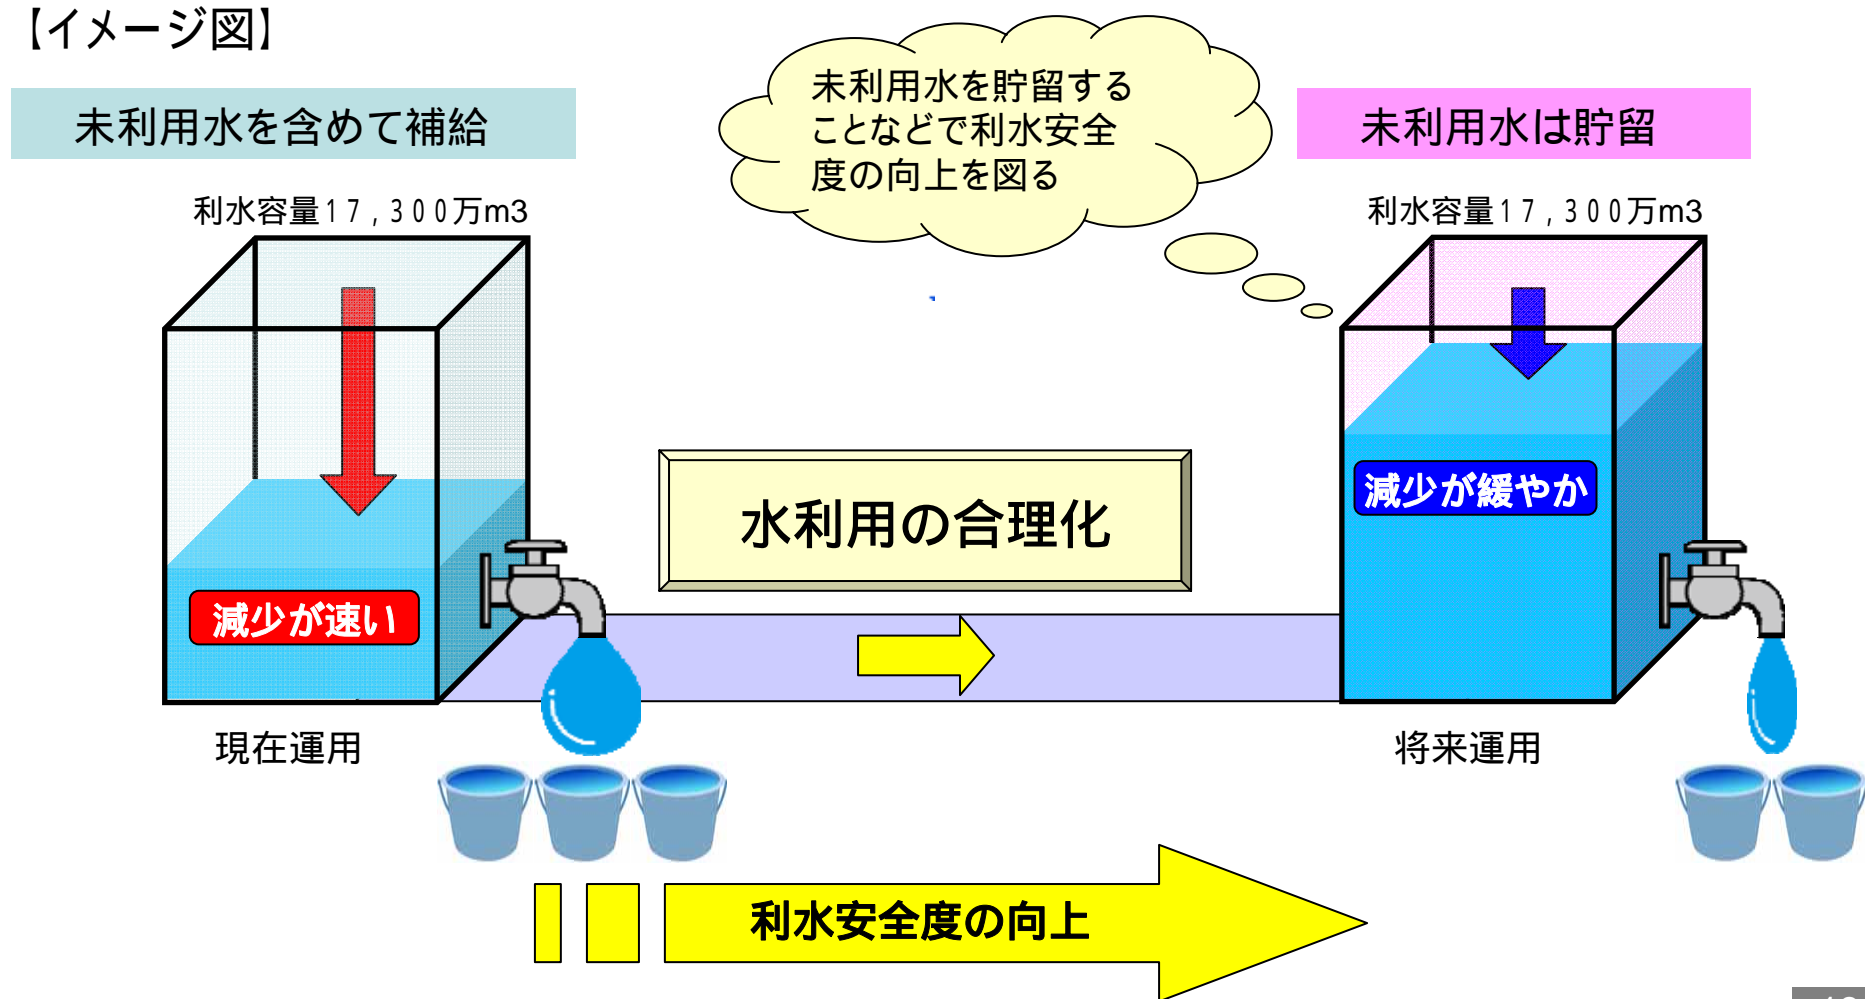 【イメージ図】
未利用水を含めて補給
未利用水を貯留する
ことなどで利水安全
度の向上を図る
未利用水は貯留
利水容量17,300万m3
利水容量17,300万m3
減少が緩やか
水利用の合理化
減少が速い
現在運用
将来運用
利水安全度の向上